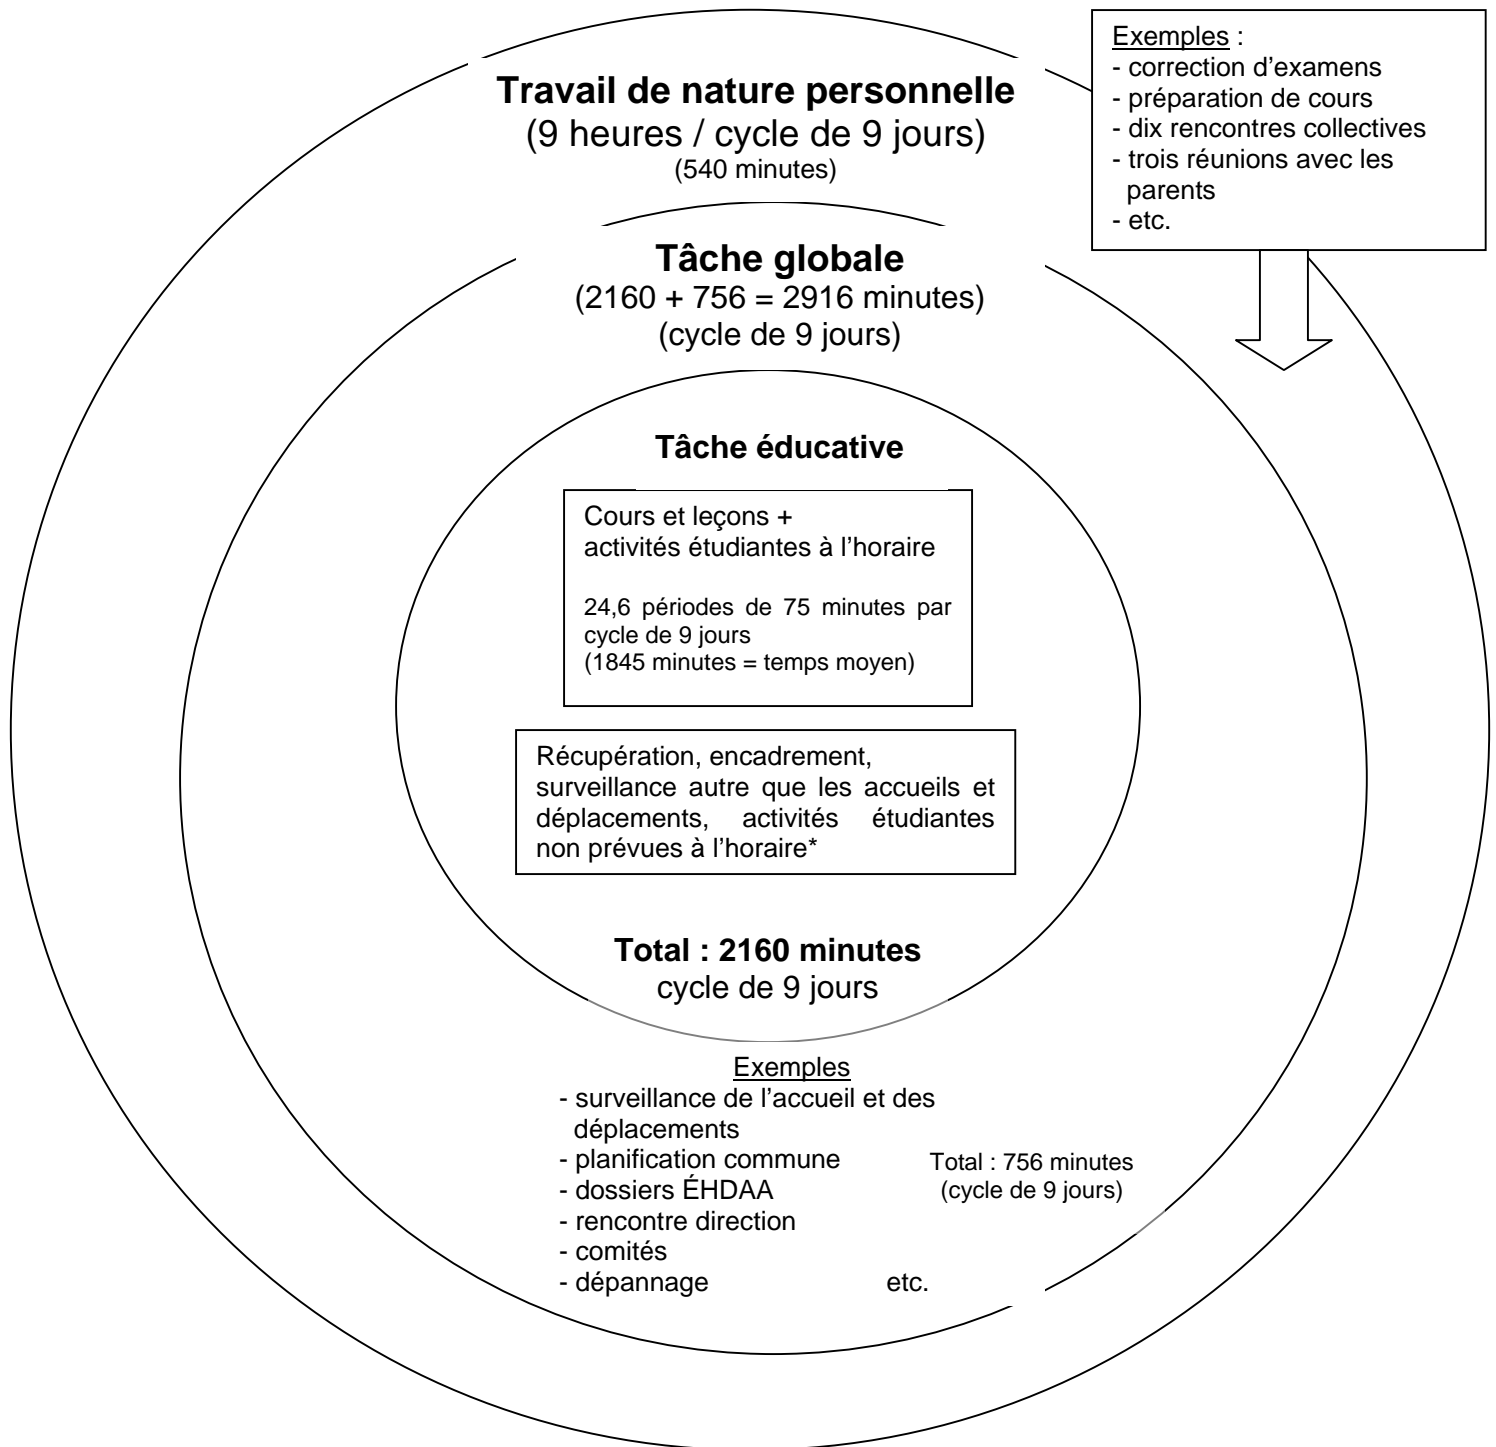 Exemples :
- correction d'examens
- préparation de cours
- dix rencontres collectives
- trois réunions avec les
parents
- etc.
Travail de nature personnelle
(9 heures / cycle de 9 jours)
(540 minutes)
Tâche globale
(2160 + 756 = 2916 minutes)
(cycle de 9 jours)
Tâche éducative
Cours et leçons +
activités étudiantes à l'horaire
24,6 périodes de 75 minutes par
cycle de 9 jours
(1845 minutes = temps moyen)
Récupération, encadrement,
surveillance autre que les accueils et
déplacements, activités étudiantes
non prévues à l'horaire*
Total : 2160 minutes
cycle de 9 jours
Exemples
- surveillance de l'accueil et des
déplacements
- planification commune
- dossiers ÉHDAA
- rencontre direction
- comités
- dépannage etc.
Total : 756 minutes
(cycle de 9 jours)